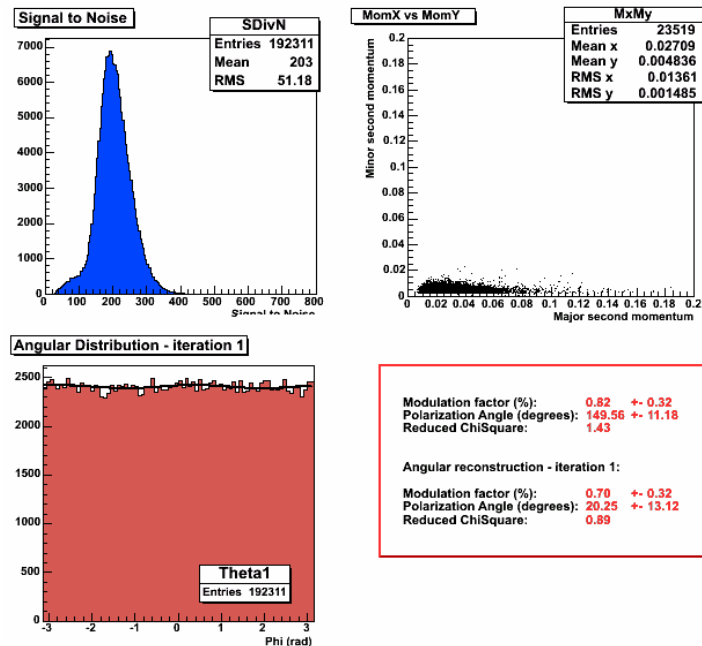 Signal to Noise
SDivN
Entries 192311
Mean 203
RMS 51.18
7000
6000
5000
4000
3000
2000
1000
0
0 100 200 300 400 500 600 700 800
Signal to Noise
MomX vs MomY
MxMy
Entries 23519
Mean x 0.02709
Mean y 0.004836
RMS x 0.01361
RMS y 0.001485
Minor second momentum
0.2
0.18
0.16
0.14
0.12
0.1
0.08
0.06
0.04
0.02
0
0 0.02 0.04 0.06 0.08 0.1 0.12 0.14 0.16 0.18 0.2
Major second momentum
Angular Distribution - iteration 1
2500
2000
1500
1000
500
0
Theta1
Entries 192311
-3 -2 -1 0 1 2 3
Phi (rad)
Modulation factor (%): 0.82 +- 0.32
Polarization Angle (degrees): 149.56 +- 11.18
Reduced ChiSquare: 1.43
Angular reconstruction - iteration 1:
Modulation factor (%): 0.70 +- 0.32
Polarization Angle (degrees): 20.25 +- 13.12
Reduced ChiSquare: 0.89